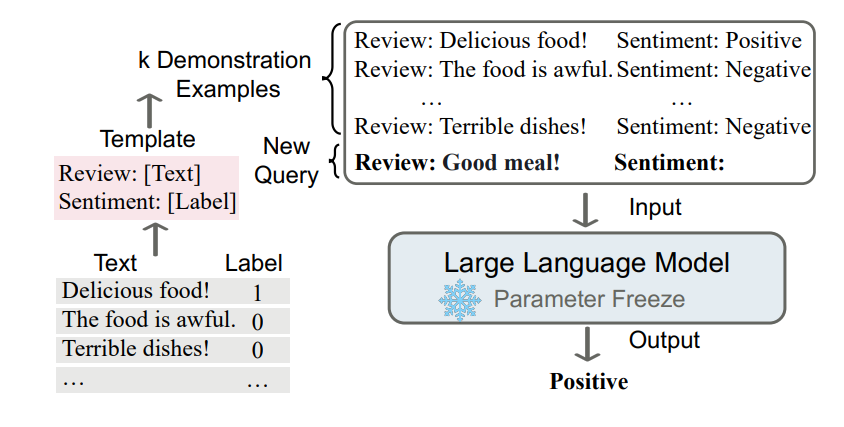 k Demonstration
Examples
Review: Delicious food! Sentiment: Positive
Review: The food is awful. Sentiment: Negative
... ...
Review: Terrible dishes! Sentiment: Negative
New
Query
Review: Good meal! Sentiment:
Template
Review: [Text]
Sentiment: [Label]
Text Label
Delicious food! 1
The food is awful. 0
Terrible dishes! 0
... ...
Input
Large Language Model
Parameter Freeze
Output
Positive